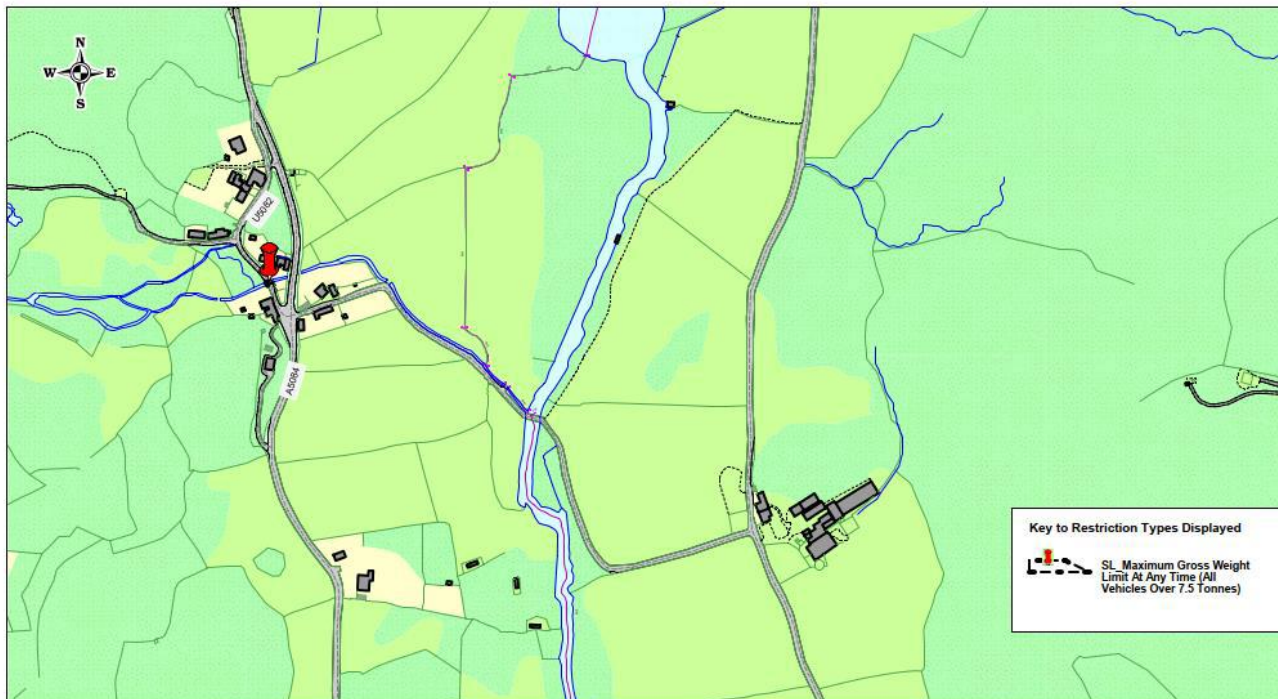 N
W E
S
U5082
A5084
Key to Restriction Types Displayed
SL_Maximum Gross Weight
Limit At Any Time (All
Vehicles Over 7.5 Tonnes)